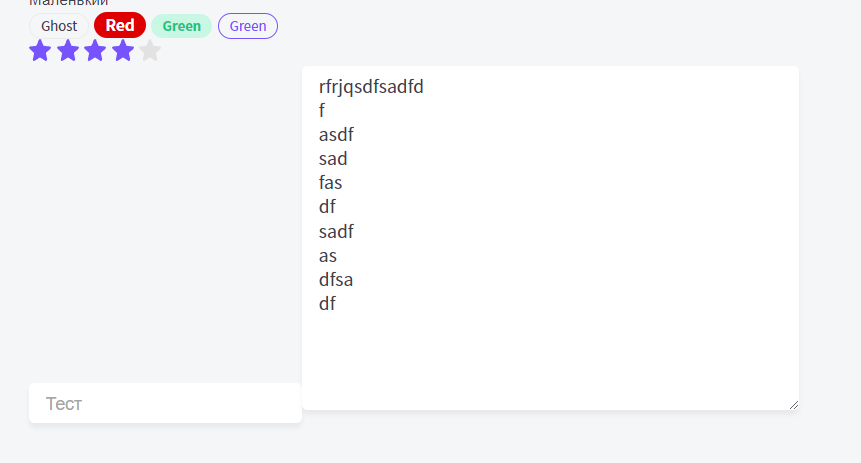 Маленький
Ghost Red Green Green
rfrjqsdfsadfd
f
asdf
sad
fas
df
sadf
as
dfsa
df
Тест